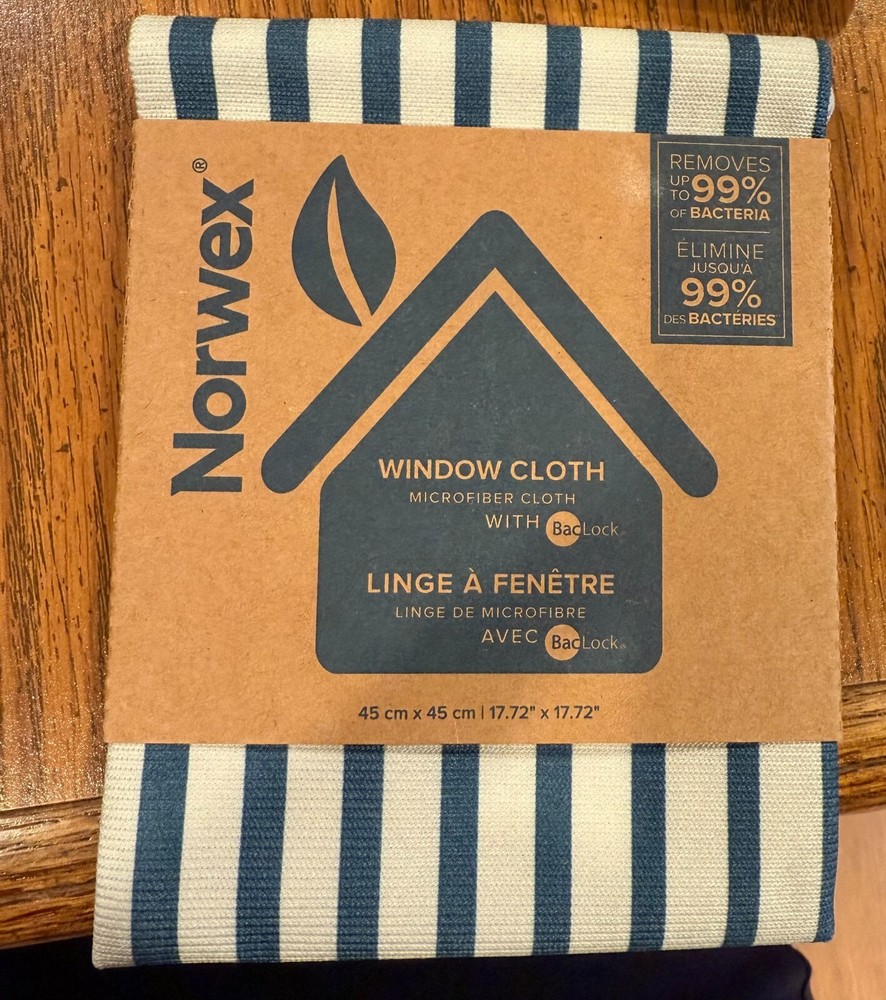 Norwex®
REMOVES
UP TO 99%
OF BACTERIA
ÉLIMINE
JUSQU'À
99%
DES BACTÉRIES
WINDOW CLOTH
MICROFIBER CLOTH
WITH BacLock
LINGE À FENÊTRE
LINGE DE MICROFIBRE
AVEC BacLock
45 cm x 45 cm | 17.72" x 17.72"